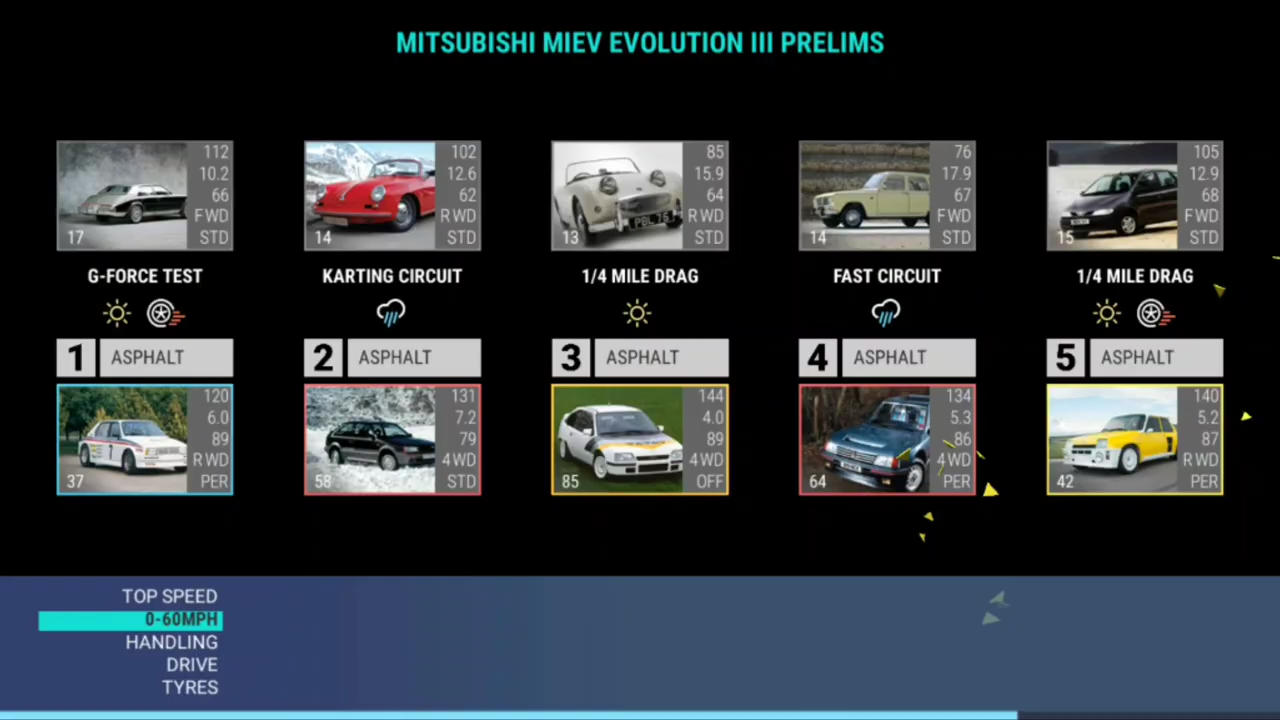 MITSUBISHI MIEV EVOLUTION III PRELIMS
112
10.2
66
FWD
17 STD
102
12.6
62
RWD
14 STD
85
15.9
64
RWD
13 STD
PBL 75
76
17.9
67
FWD
14 STD
105
12.9
68
FWD
15 STD
G-FORCE TEST
KARTING CIRCUIT
1/4 MILE DRAG
FAST CIRCUIT
1/4 MILE DRAG
1 ASPHALT
2 ASPHALT
3 ASPHALT
4 ASPHALT
5 ASPHALT
120
6.0
89
RWD
37 PER
131
7.2
79
4WD
58 STD
144
4.0
89
4WD
85 OFF
134
5.3
86
4WD
64 PER
140
5.2
87
RWD
42 PER
TOP SPEED
0-60MPH
HANDLING
DRIVE
TYRES